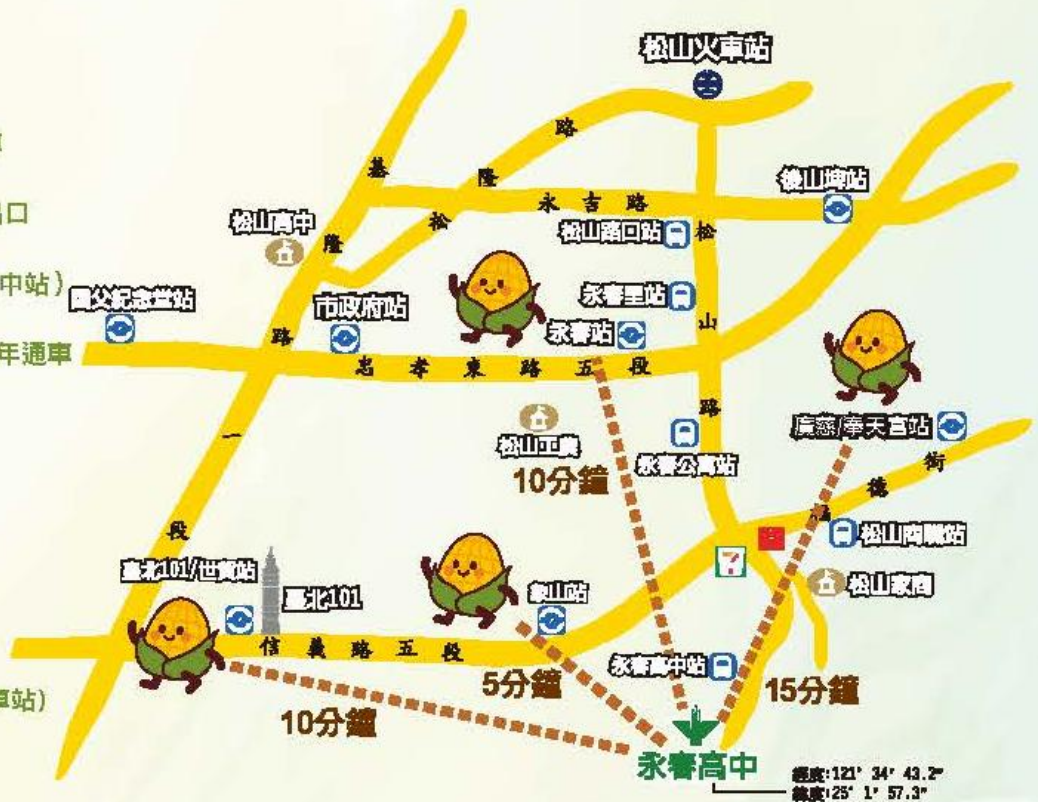 松山火車站
出口
中站)
年通車
車站)
基隆路一段
松隆路
永吉路
後山埤站
松山高中
松山路口站
松山路
國父紀念堂站
市政府站
永春里站
永春站
忠孝東路五段
松山工農
10分鐘
永春公寓站
廣慈/奉天宮站
福德街
松山商職站
松山家商
臺北101/世貿站
臺北101
象山站
信義路五段
5分鐘
永春高中站
10分鐘
15分鐘
永春高中
經度:121° 34' 43.2"
緯度:25° 1' 57.3"